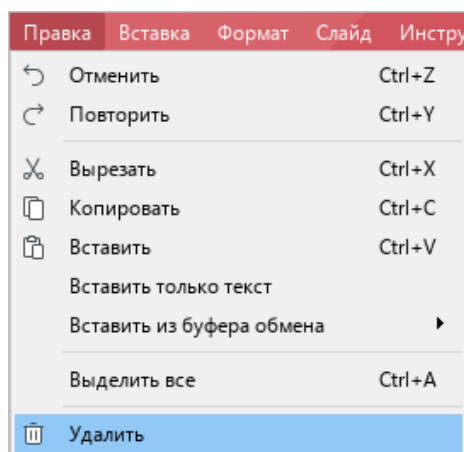 Правка Вставка Формат Слайд Инстру
Отменить Ctrl+Z
Повторить Ctrl+Y
Вырезать Ctrl+X
Копировать Ctrl+C
Вставить Ctrl+V
Вставить только текст
Вставить из буфера обмена
Выделить все Ctrl+A
Удалить